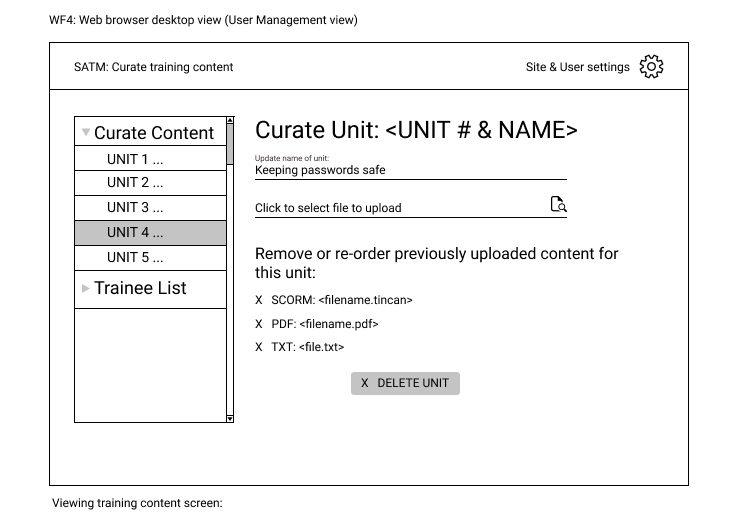 WF4: Web browser desktop view (User Management view)
SATM: Curate training content
Site & User settings
Curate Content
UNIT 1 ...
UNIT 2 ...
UNIT 3 ...
UNIT 4 ...
UNIT 5 ...
Trainee List
Curate Unit: <UNIT # & NAME>
Update name of unit:
Keeping passwords safe
Click to select file to upload
Remove or re-order previously uploaded content for
this unit:
X SCORM: <filename.tincan>
X PDF: <filename.pdf>
X TXT: <file.txt>
X DELETE UNIT
Viewing training content screen: